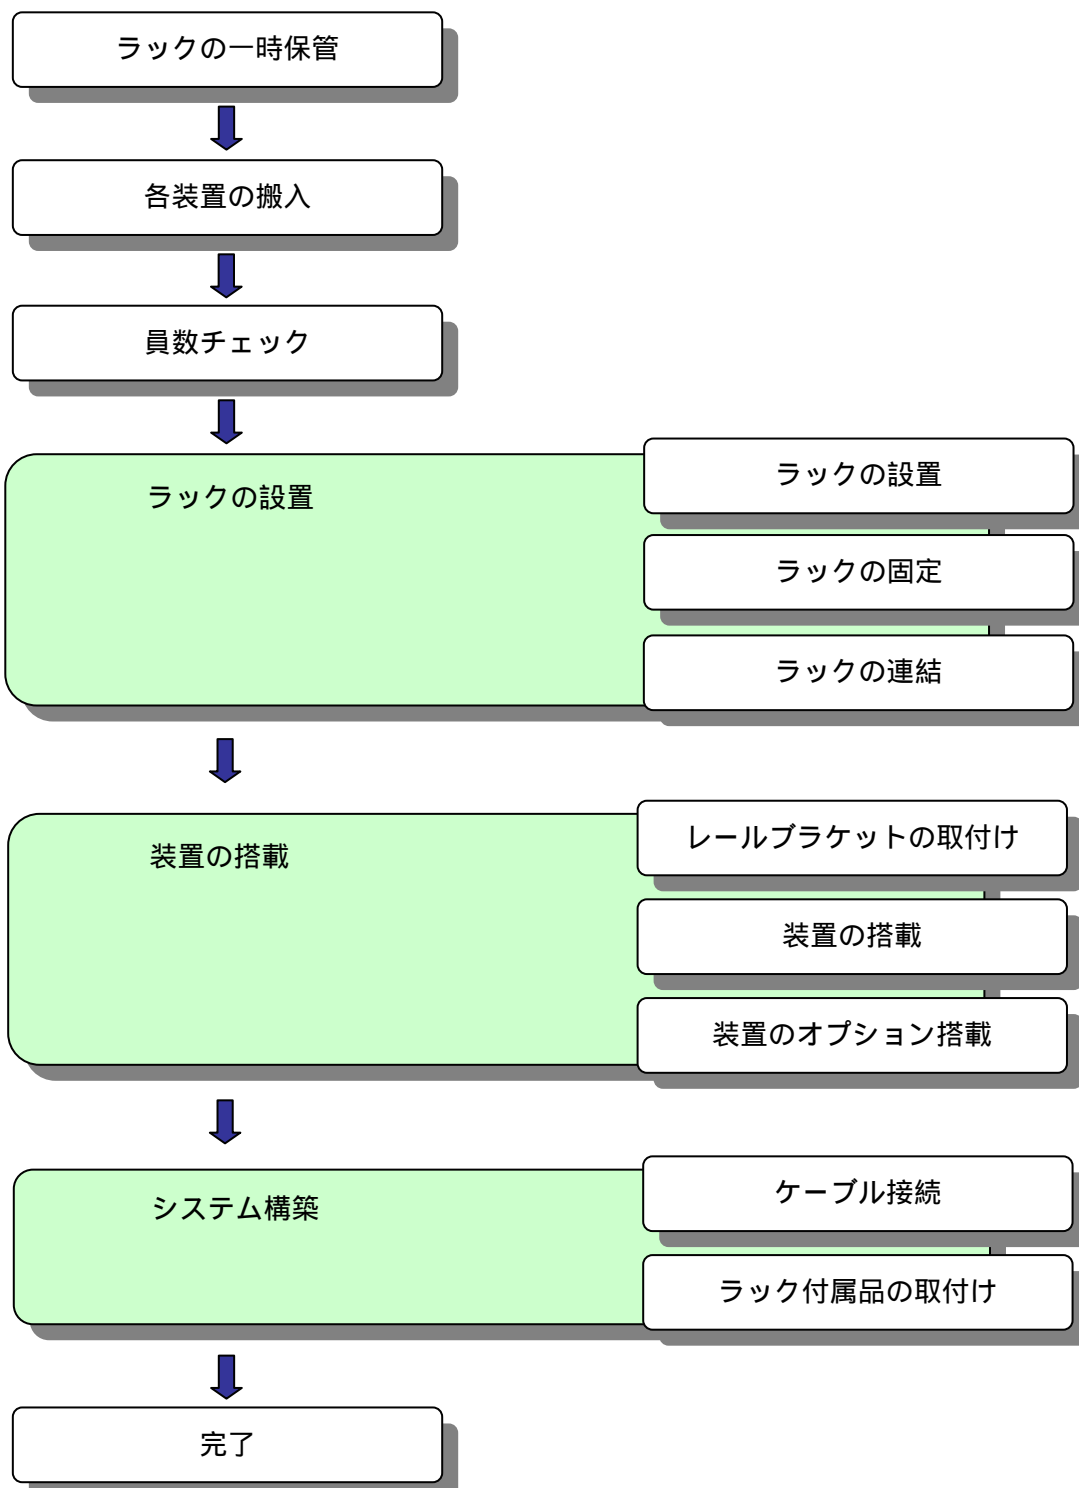 ラックの一時保管
各装置の搬入
員数チェック
ラックの設置
ラックの設置
ラックの固定
ラックの連結
装置の搭載
レールブラケットの取付け
装置の搭載
装置のオプション搭載
システム構築
ケーブル接続
ラック付属品の取付け
完了